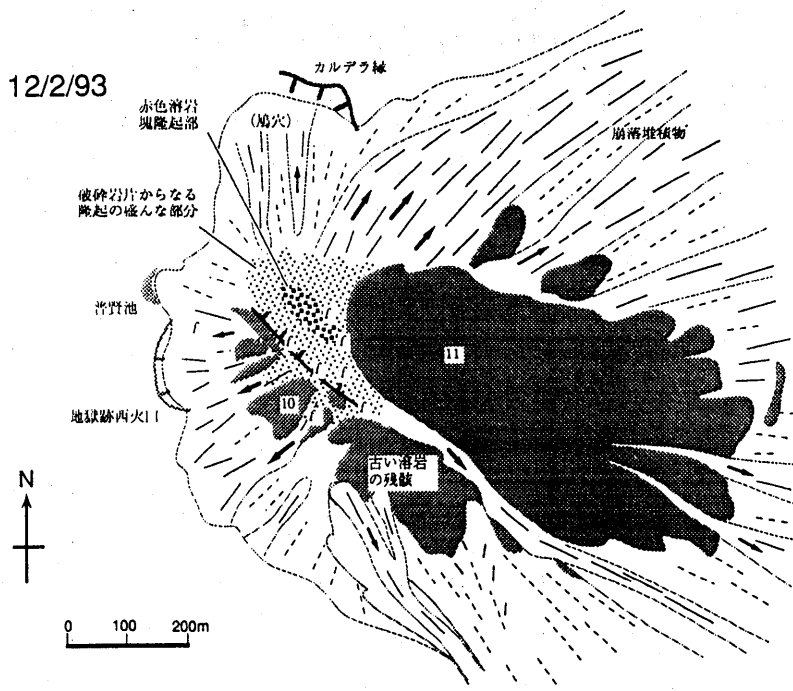 12/2/93
カルデラ縁
赤色溶岩
塊隆起部
(鳩穴)
崩落堆積物
破砕岩片からなる
隆起の盛んな部分
普賢池
11
10
地獄跡西火口
古い溶岩
の残骸
N
0 100 200m